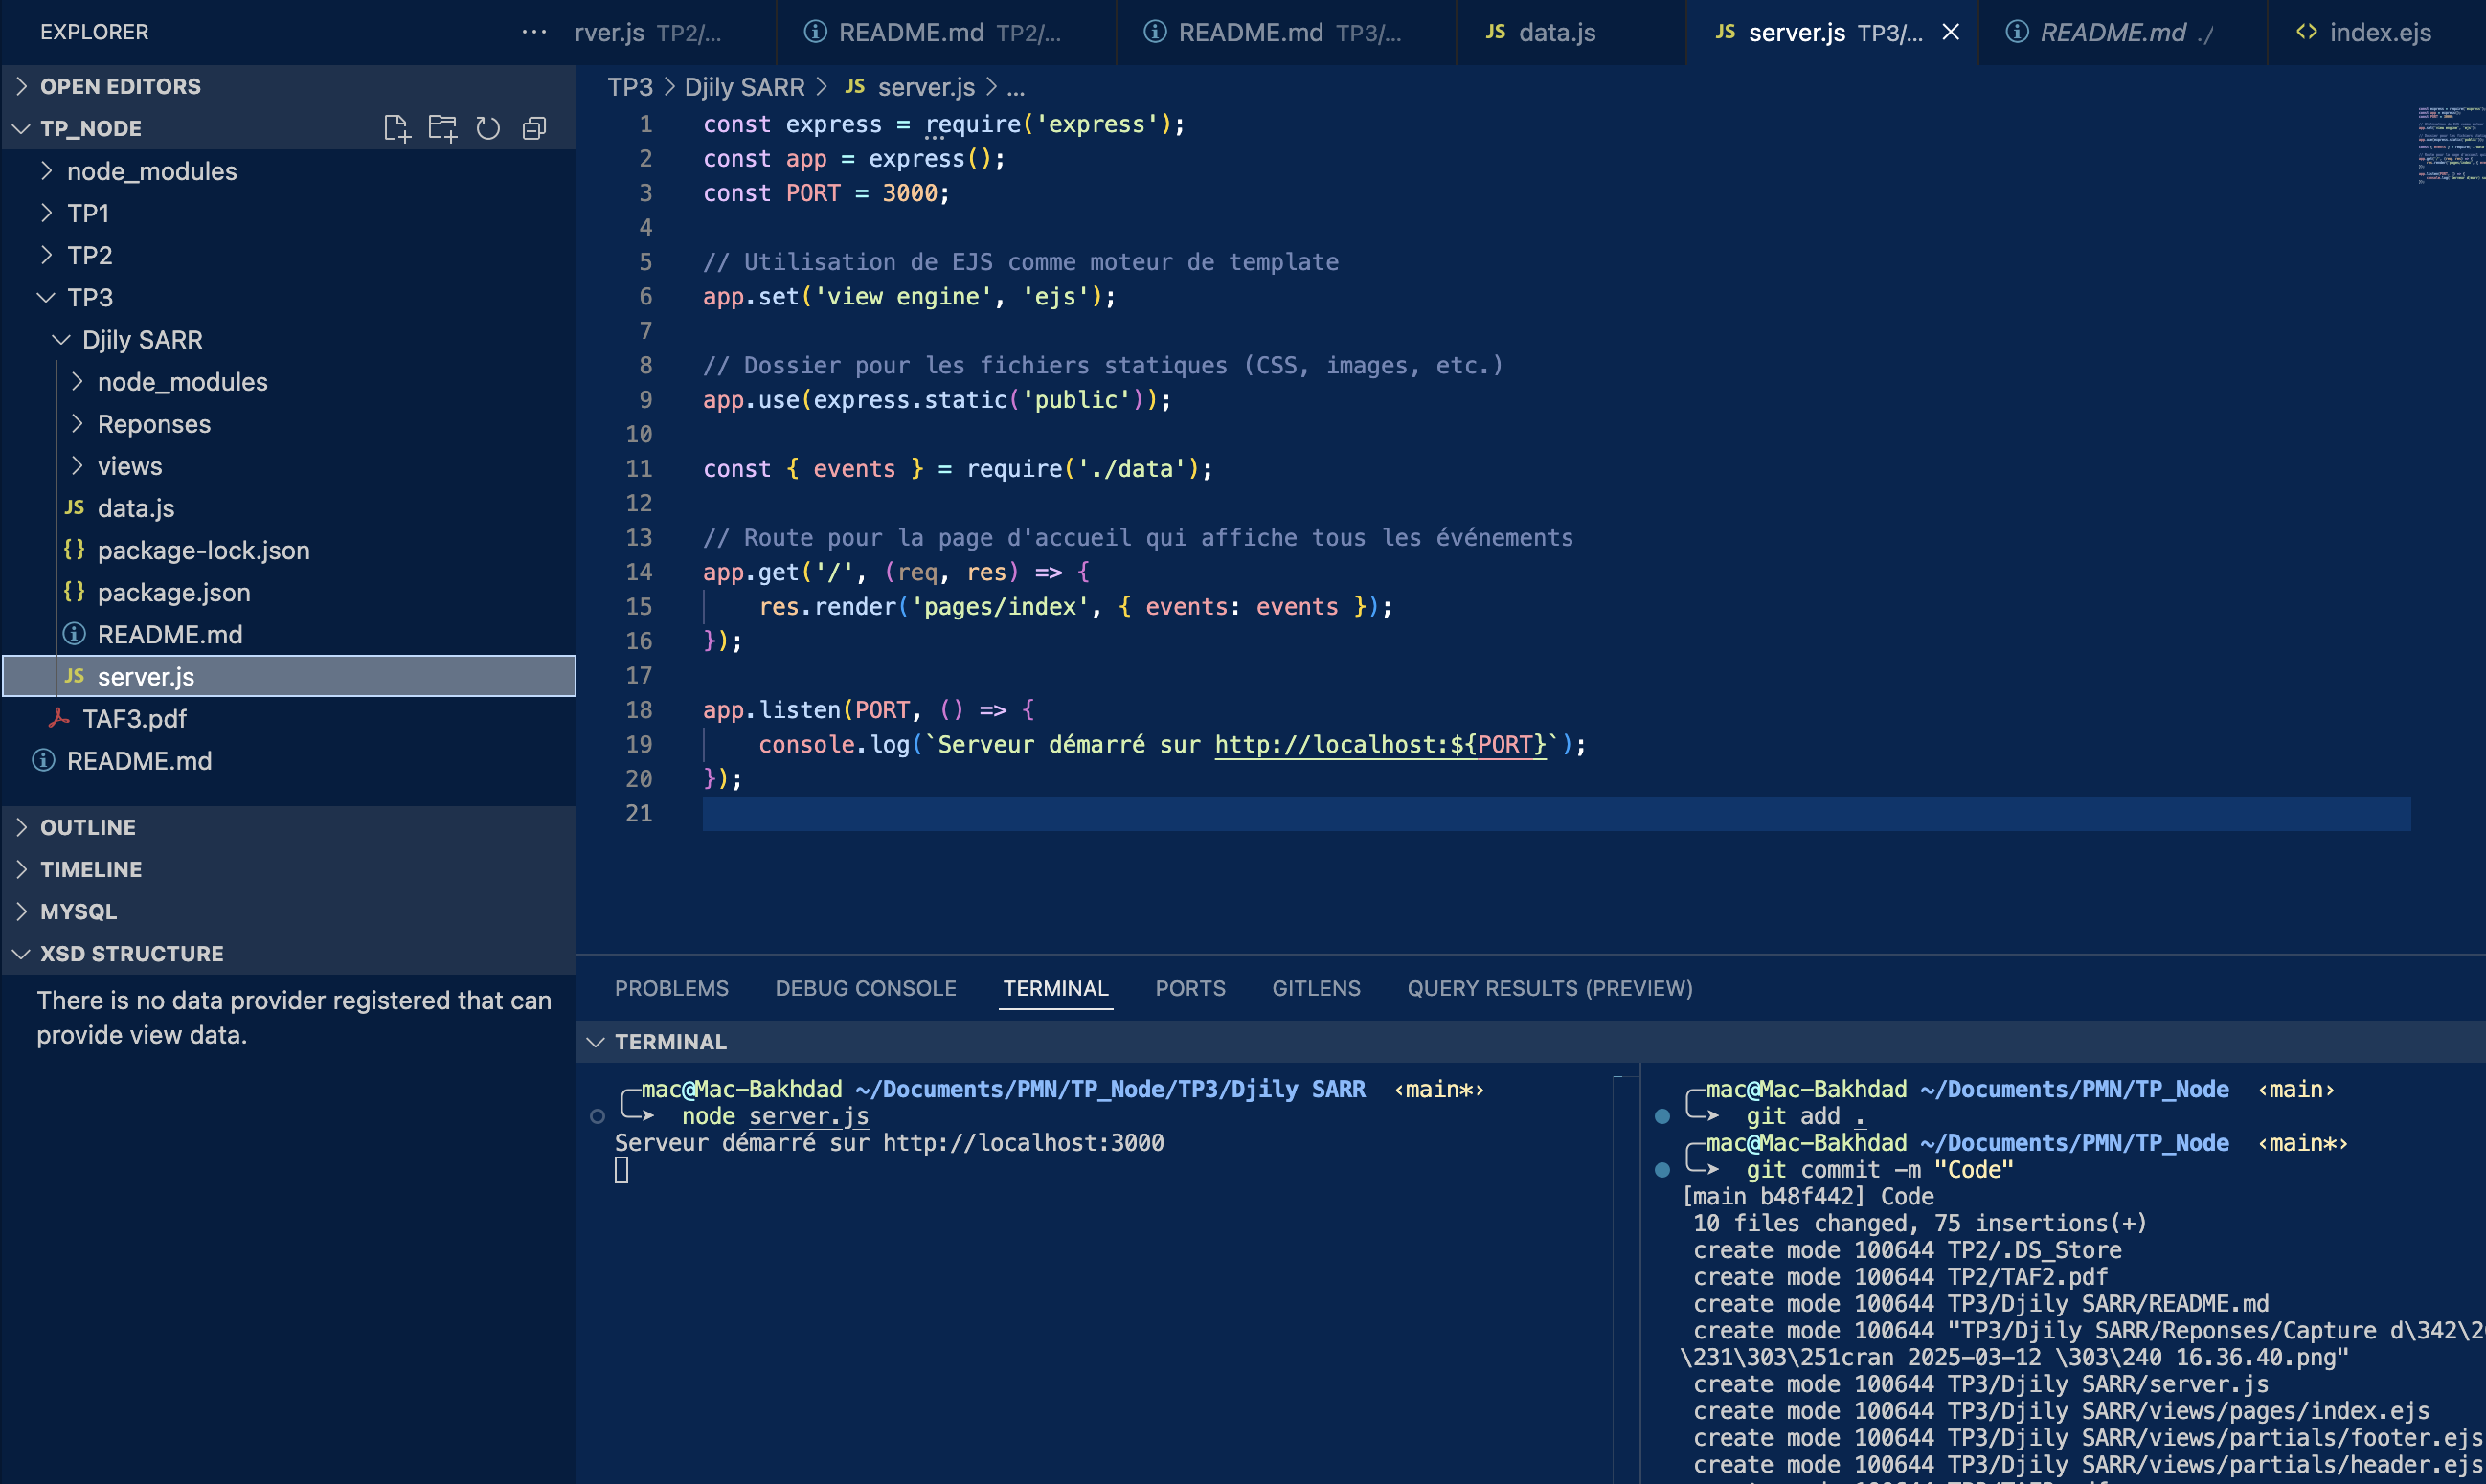 EXPLORER
rver.js TP2/...
README.md TP2/...
README.md TP3/...
JS data.js
JS server.js TP3/...
README.md ./
index.ejs
OPEN EDITORS
TP_NODE
node_modules
TP1
TP2
TP3
Djily SARR
node_modules
Reponses
views
JS data.js
{} package-lock.json
{} package.json
README.md
JS server.js
TAF3.pdf
README.md
OUTLINE
TIMELINE
MYSQL
XSD STRUCTURE
There is no data provider registered that can
provide view data.
TP3 > Djily SARR > JS server.js > ...
1 const express = require('express');
2 const app = express();
3 const PORT = 3000;
4
5 // Utilisation de EJS comme moteur de template
6 app.set('view engine', 'ejs');
7
8 // Dossier pour les fichiers statiques (CSS, images, etc.)
9 app.use(express.static('public'));
10
11 const { events } = require('./data');
12
13 // Route pour la page d'accueil qui affiche tous les événements
14 app.get('/', (req, res) => {
15 res.render('pages/index', { events: events });
16 });
17
18 app.listen(PORT, () => {
19 console.log(`Serveur démarré sur http://localhost:${PORT}`);
20 });
21
PROBLEMS
DEBUG CONSOLE
TERMINAL
PORTS
GITLENS
QUERY RESULTS (PREVIEW)
TERMINAL
mac@Mac-Bakhdad ~/Documents/PMN/TP_Node/TP3/Djily SARR ‹main*›
node server.js
Serveur démarré sur http://localhost:3000
mac@Mac-Bakhdad ~/Documents/PMN/TP_Node ‹main›
git add .
mac@Mac-Bakhdad ~/Documents/PMN/TP_Node ‹main*›
git commit -m "Code"
[main b48f442] Code
10 files changed, 75 insertions(+)
create mode 100644 TP2/.DS_Store
create mode 100644 TP2/TAF2.pdf
create mode 100644 TP3/Djily SARR/README.md
create mode 100644 "TP3/Djily SARR/Reponses/Capture d\342\2
\231\303\251cran 2025-03-12 \303\240 16.36.40.png"
create mode 100644 TP3/Djily SARR/server.js
create mode 100644 TP3/Djily SARR/views/pages/index.ejs
create mode 100644 TP3/Djily SARR/views/partials/footer.ejs
create mode 100644 TP3/Djily SARR/views/partials/header.ejs